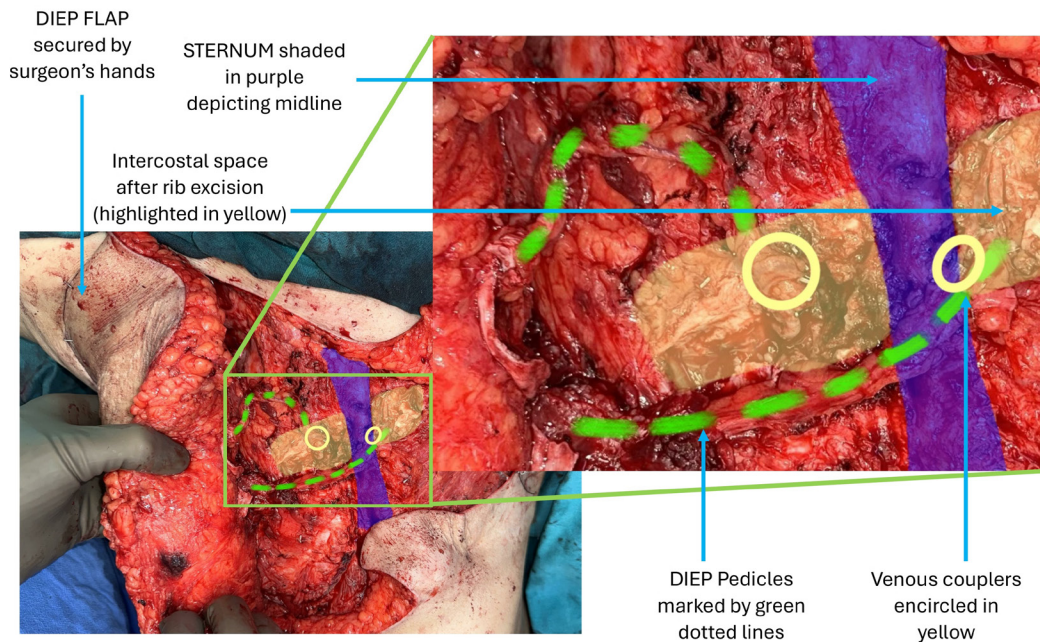 DIEP FLAP
secured by
surgeon's hands
STERNUM shaded
in purple
depicting midline
Intercostal space
after rib excision
(highlighted in yellow)
DIEP Pedicles
marked by green
dotted lines
Venous couplers
encircled in
yellow